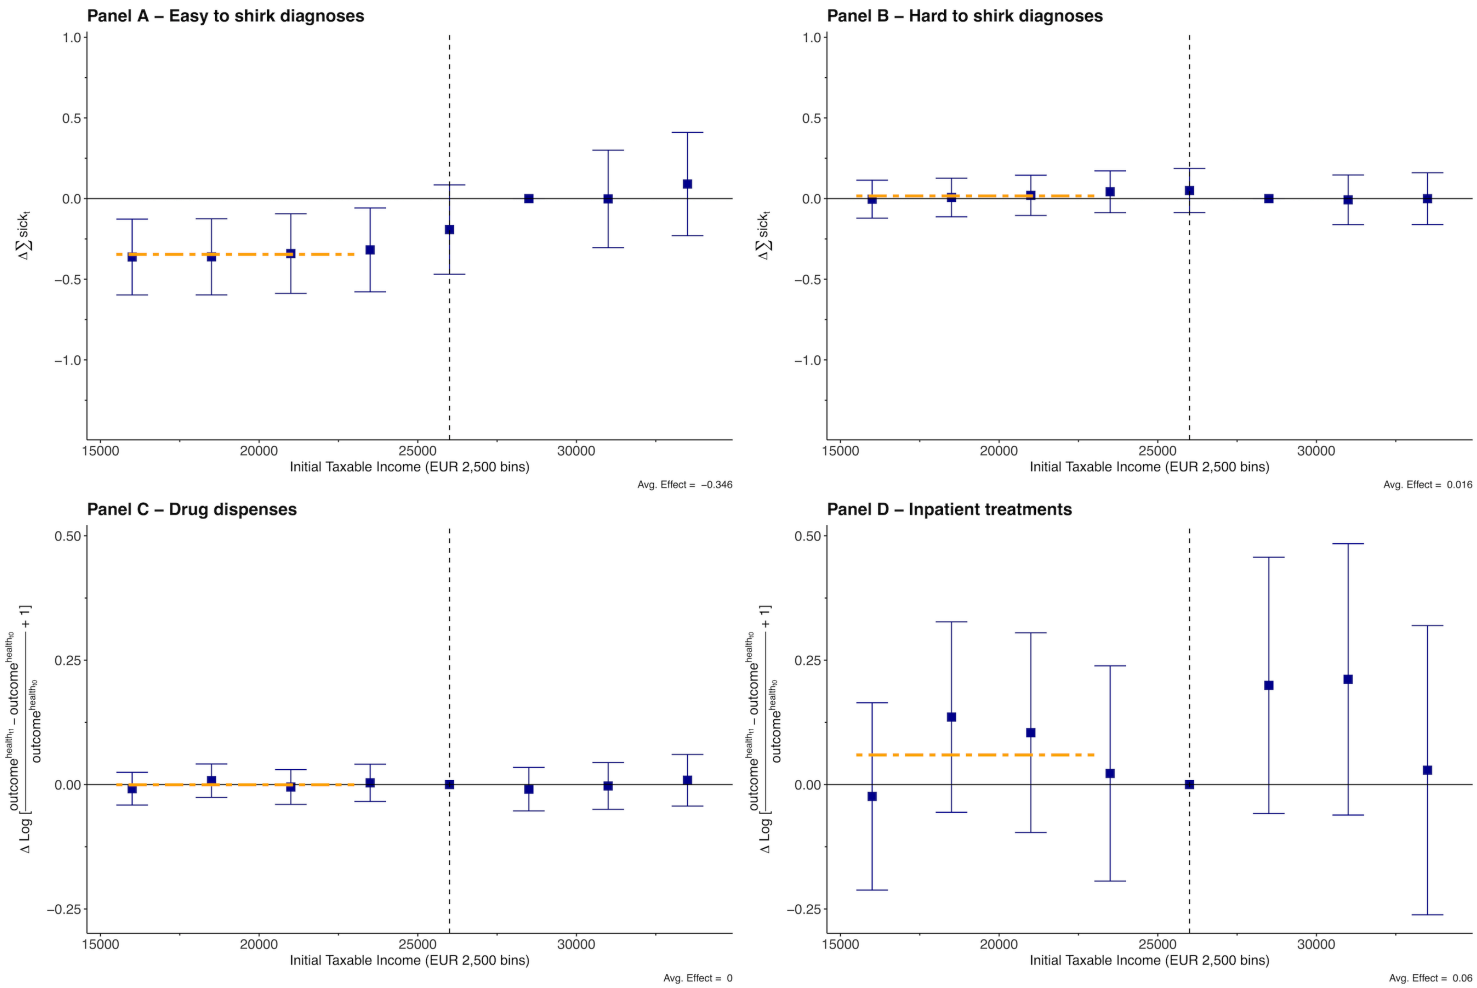 Panel A – Easy to shirk diagnoses
1.0
0.5
0.0
−0.5
−1.0
Δ∑ sickₜ
15000 20000 25000 30000
Initial Taxable Income (EUR 2,500 bins)
Avg. Effect = −0.346
Panel B – Hard to shirk diagnoses
1.0
0.5
0.0
−0.5
−1.0
Δ∑ sickₜ
15000 20000 25000 30000
Initial Taxable Income (EUR 2,500 bins)
Avg. Effect = 0.016
Panel C – Drug dispenses
0.50
0.25
0.00
−0.25
outcome^health_t1 − outcome^health_t0
Δ Log [ + 1]
outcome^health_t0
15000 20000 25000 30000
Initial Taxable Income (EUR 2,500 bins)
Avg. Effect = 0
Panel D – Inpatient treatments
0.50
0.25
0.00
−0.25
outcome^health_t1 − outcome^health_t0
Δ Log [ + 1]
outcome^health_t0
15000 20000 25000 30000
Initial Taxable Income (EUR 2,500 bins)
Avg. Effect = 0.06